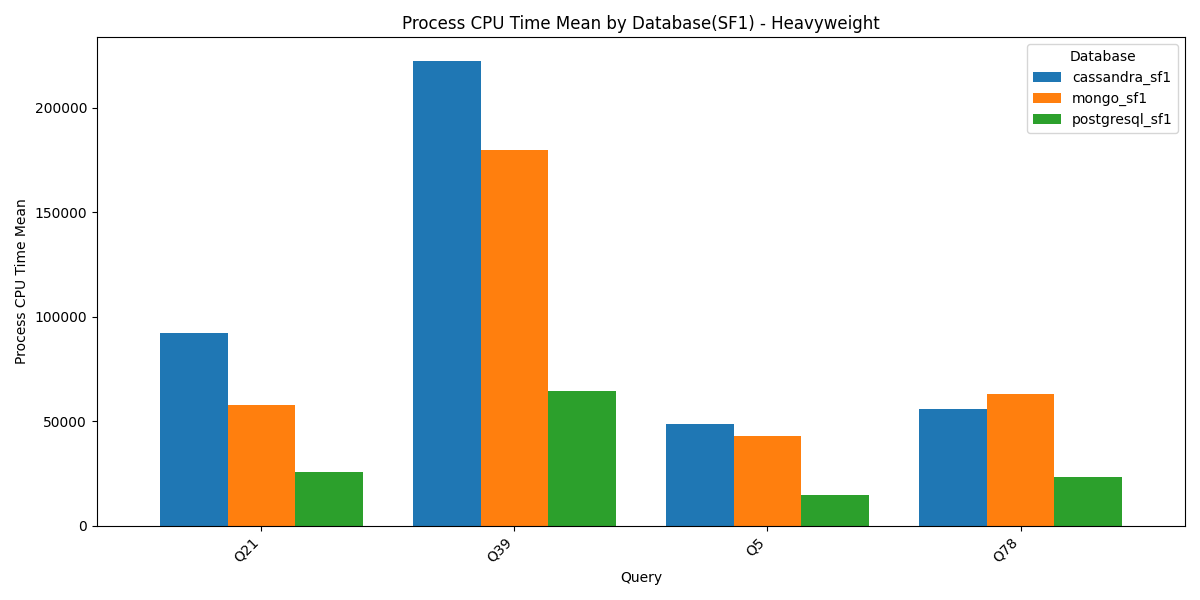 Process CPU Time Mean by Database(SF1) - Heavyweight
Database
cassandra_sf1
mongo_sf1
postgresql_sf1
Process CPU Time Mean
200000
150000
100000
50000
0
Q21
Q39
Q5
Q78
Query